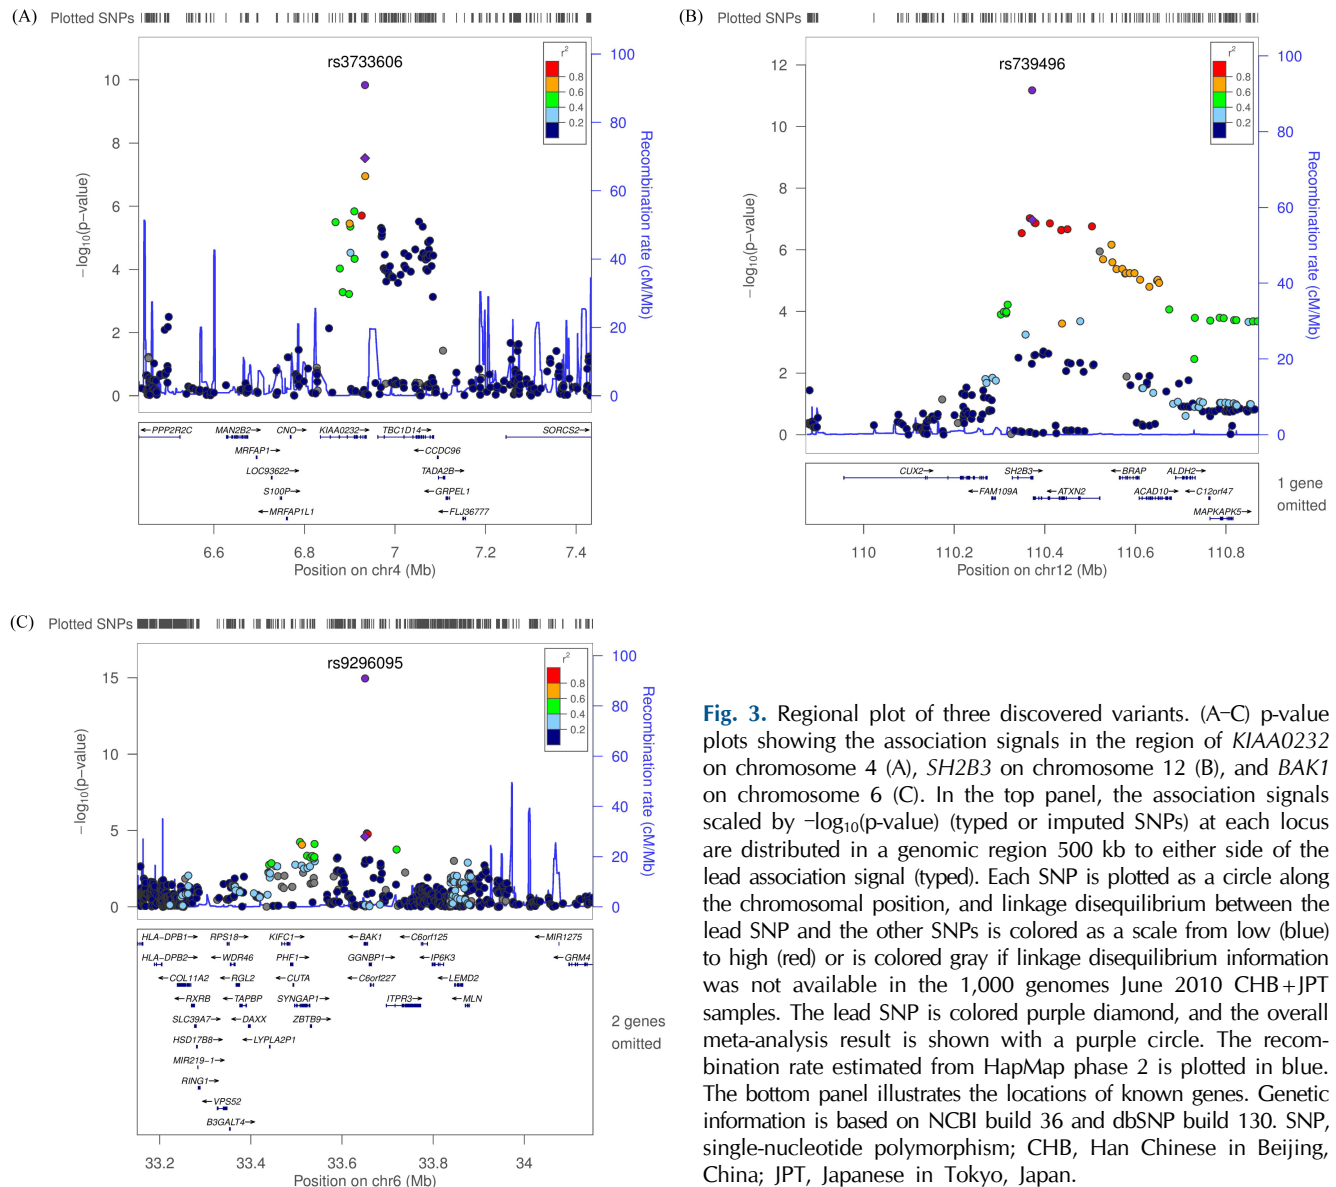 (A)
Plotted SNPs
rs3733606
r2
0.8
0.6
0.4
0.2
10
8
6
4
2
0
−log10(p−value)
100
80
60
40
20
0
Recombination rate (cM/Mb)
PPP2R2C
MAN2B2
CNO
KIAA0232
TBC1D14
SORCS2
MRFAP1
CCDC96
LOC93622
TADA2B
S100P
GRPEL1
MRFAP1L1
FLJ36777
6.6
6.8
7
7.2
7.4
Position on chr4 (Mb)
(B)
Plotted SNPs
rs739496
r2
0.8
0.6
0.4
0.2
12
10
8
6
4
2
0
−log10(p−value)
100
80
60
40
20
0
Recombination rate (cM/Mb)
CUX2
SH2B3
BRAP
ALDH2
FAM109A
ATXN2
ACAD10
C12orf47
MAPKAPK5
1 gene
omitted
110
110.2
110.4
110.6
110.8
Position on chr12 (Mb)
(C)
Plotted SNPs
rs9296095
r2
0.8
0.6
0.4
0.2
15
10
5
0
−log10(p−value)
100
80
60
40
20
0
Recombination rate (cM/Mb)
HLA−DPB1
RPS18
KIFC1
BAK1
C6orf125
MIR1275
HLA−DPB2
WDR46
PHF1
GGNBP1
IP6K3
GRM4
COL11A2
RGL2
CUTA
C6orf227
LEMD2
RXRB
TAPBP
SYNGAP1
ITPR3
MLN
SLC39A7
DAXX
ZBTB9
HSD17B8
LYPLA2P1
MIR219−1
RING1
VPS52
B3GALT4
2 genes
omitted
33.2
33.4
33.6
33.8
34
Position on chr6 (Mb)
Fig. 3. Regional plot of three discovered variants. (A−C) p-value
plots showing the association signals in the region of KIAA0232
on chromosome 4 (A), SH2B3 on chromosome 12 (B), and BAK1
on chromosome 6 (C). In the top panel, the association signals
scaled by −log10(p-value) (typed or imputed SNPs) at each locus
are distributed in a genomic region 500 kb to either side of the
lead association signal (typed). Each SNP is plotted as a circle along
the chromosomal position, and linkage disequilibrium between the
lead SNP and the other SNPs is colored as a scale from low (blue)
to high (red) or is colored gray if linkage disequilibrium information
was not available in the 1,000 genomes June 2010 CHB+JPT
samples. The lead SNP is colored purple diamond, and the overall
meta-analysis result is shown with a purple circle. The recom-
bination rate estimated from HapMap phase 2 is plotted in blue.
The bottom panel illustrates the locations of known genes. Genetic
information is based on NCBI build 36 and dbSNP build 130. SNP,
single-nucleotide polymorphism; CHB, Han Chinese in Beijing,
China; JPT, Japanese in Tokyo, Japan.